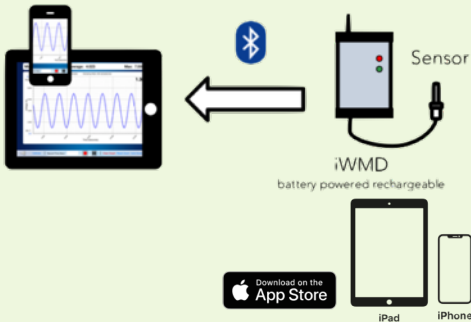 Sensor
iWMD
battery powered rechargeable
Download on the
App Store
iPad
iPhone